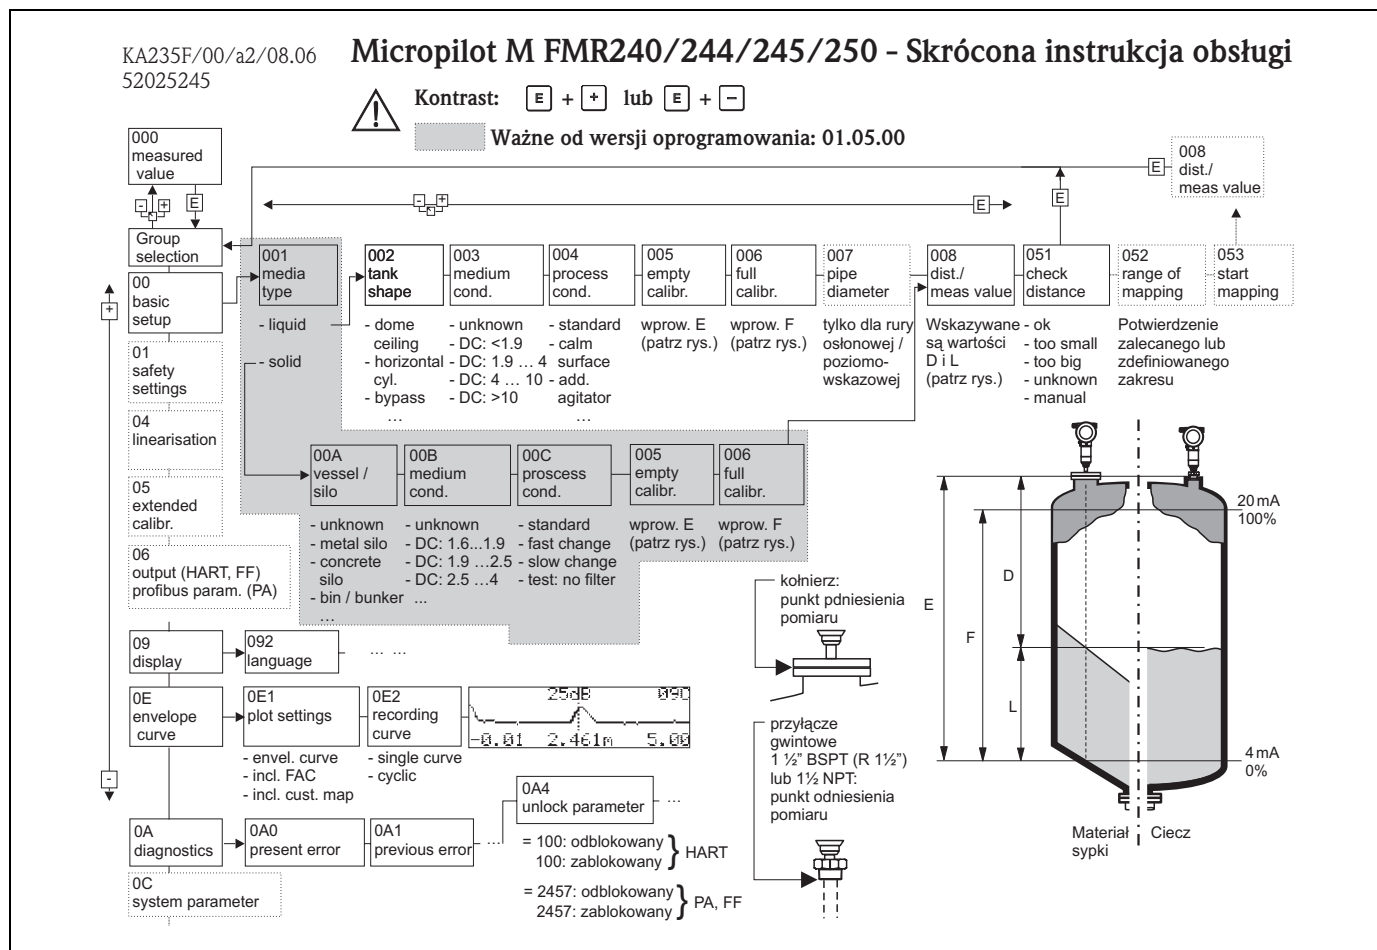 KA235F/00/a2/08.06
52025245
Micropilot M FMR240/244/245/250 - Skrócona instrukcja obsługi
Kontrast: E + + lub E + -
Ważne od wersji oprogramowania: 01.05.00
000
measured
value
- +
E
Group
selection
- +
E
E
E
008
dist./
meas value
00
basic
setup
001
media
type
- liquid
- solid
002
tank
shape
- dome
ceiling
- horizontal
cyl.
- bypass
...
003
medium
cond.
- unknown
- DC: <1.9
- DC: 1.9 ... 4
- DC: 4 ... 10
- DC: >10
004
process
cond.
- standard
- calm
surface
- add.
agitator
...
005
empty
calibr.
wprow. E
(patrz rys.)
006
full
calibr.
wprow. F
(patrz rys.)
007
pipe
diameter
tylko dla rury
osłonowej /
poziomo-
wskazowej
008
dist./
meas value
Wskazywane
są wartości
D i L
(patrz rys.)
051
check
distance
- ok
- too small
- too big
- unknown
- manual
052
range of
mapping
Potwierdzenie
zalecanego lub
zdefiniowanego
zakresu
053
start
mapping
+
-
01
safety
settings
04
linearisation
05
extended
calibr.
06
output (HART, FF)
profibus param. (PA)
00A
vessel /
silo
- unknown
- metal silo
- concrete
silo
- bin / bunker
...
00B
medium
cond.
- unknown
- DC: 1.6...1.9
- DC: 1.9 ...2.5
- DC: 2.5 ...4
...
00C
proscess
cond.
- standard
- fast change
- slow change
- test: no filter
005
empty
calibr.
wprow. E
(patrz rys.)
006
full
calibr.
wprow. F
(patrz rys.)
09
display
092
language
... ...
0E
envelope
curve
0E1
plot settings
- envel. curve
- incl. FAC
- incl. cust. map
0E2
recording
curve
- single curve
- cyclic
25dB 09C
-0.01 2.461m 5.00
0A
diagnostics
0A0
present error
0A1
previous error
...
0A4
unlock parameter
...
= 100: odblokowany
100: zablokowany
} HART
= 2457: odblokowany
2457: zablokowany
} PA, FF
0C
system parameter
kołnierz:
punkt pdniesienia
pomiaru
przyłącze
gwintowe
1 ½” BSPT (R 1½”)
lub 1½ NPT:
punkt odniesienia
pomiaru
20 mA
100%
D
E
F
L
4 mA
0%
Materiał
sypki
Ciecz